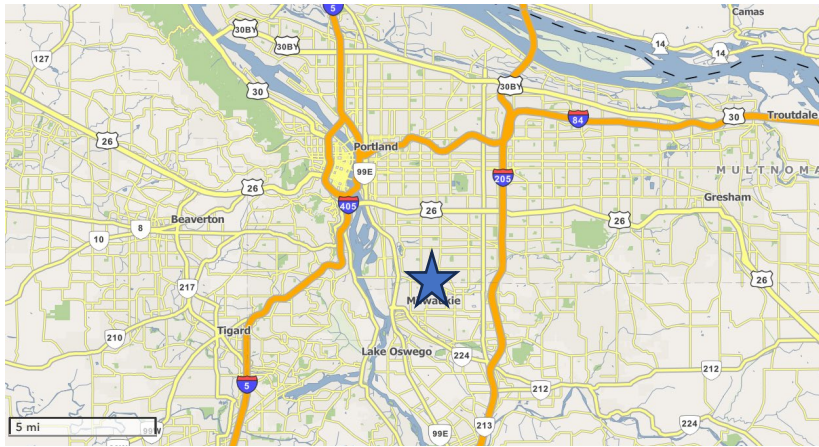 5
Camas
30BY
14
30BY
14
127
30BY
30
Troutdale
84
30
26
Portland
99E
MULTNOMA
205
26
Gresham
405
26
26
Beaverton
8
10
26
217
Milwaukie
210
Tigard
Lake Oswego
224
212
5
212
5 mi
99W
99E
213
224